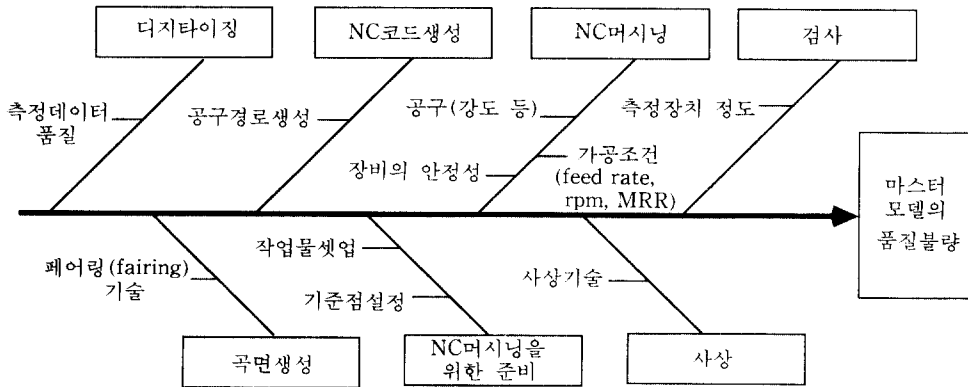 디지타이징
NC코드생성
NC머시닝
검사
측정데이터
품질
공구경로생성
공구(강도 등)
장비의 안정성
가공조건
(feed rate,
rpm, MRR)
측정장치 정도
마스터
모델의
품질불량
페어링(fairing)
기술
작업물셋업
기준점설정
사상기술
곡면생성
NC머시닝을
위한 준비
사상